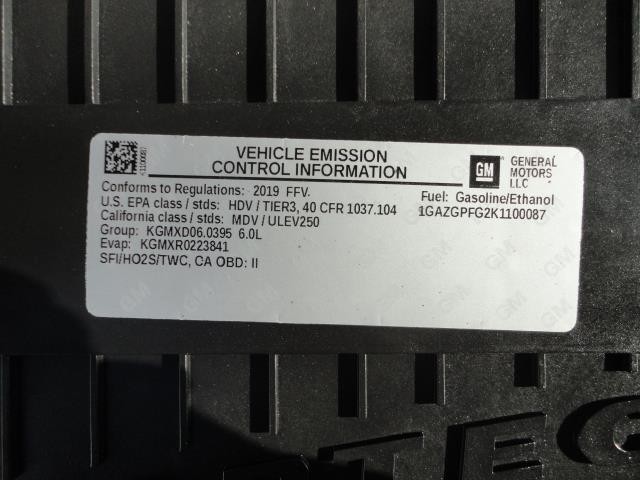 VEHICLE EMISSION
CONTROL INFORMATION
GM
GENERAL
MOTORS
LLC
Conforms to Regulations: 2019 FFV.
Fuel: Gasoline/Ethanol
U.S. EPA class / stds: HDV / TIER3, 40 CFR 1037.104
1GAZGPFG2K1100087
California class / stds: MDV / ULEV250
Group: KGMXD06.0395 6.0L
Evap: KGMXR0223841
SFI/HO2S/TWC, CA OBD: II
K1100087